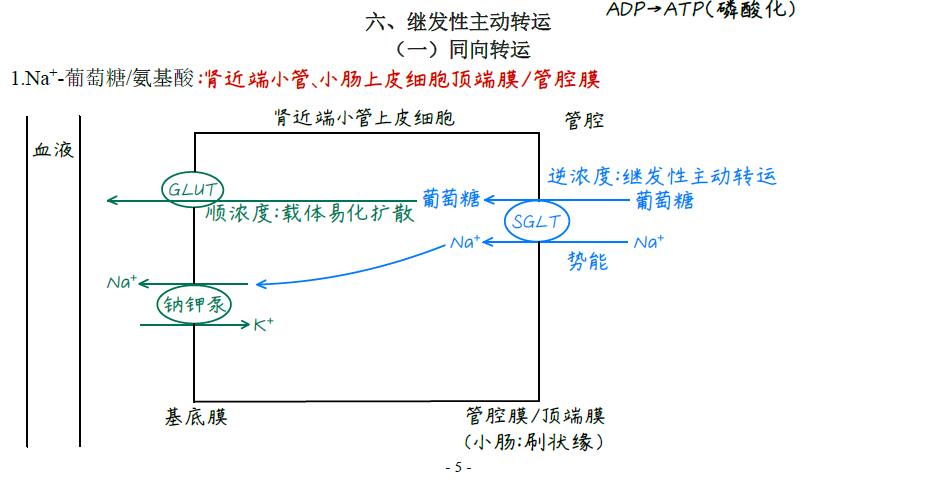 ADP→ATP(磷酸化)
六、继发性主动转运
（一）同向转运
1.Na⁺-葡萄糖/氨基酸:肾近端小管、小肠上皮细胞顶端膜/管腔膜
肾近端小管上皮细胞
管腔
血液
逆浓度:继发性主动转运
GLUT
葡萄糖
葡萄糖
顺浓度:载体易化扩散
SGLT
Na⁺
Na⁺
势能
Na⁺
钠钾泵
K⁺
基底膜
管腔膜/顶端膜
(小肠:刷状缘)
- 5 -